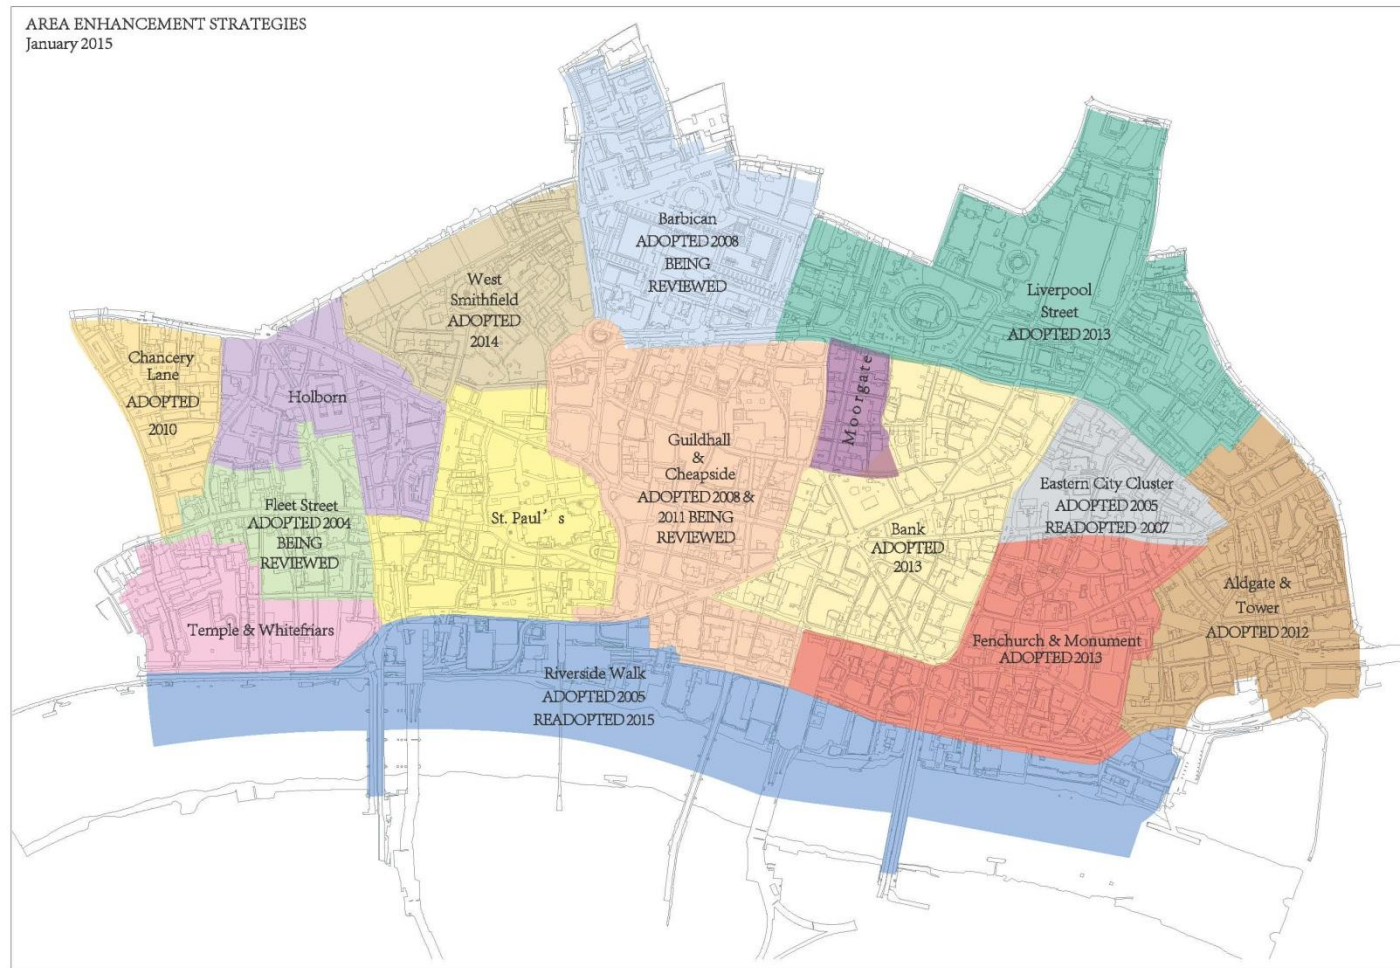 AREA ENHANCEMENT STRATEGIES
January 2015
Barbican
ADOPTED 2008
BEING
REVIEWED
West
Smithfield
ADOPTED
2014
Liverpool
Street
ADOPTED 2013
Chancery
Lane
ADOPTED
2010
Holborn
Moorgate
Guildhall
&
Cheapside
ADOPTED 2008 &
2011 BEING
REVIEWED
Eastern City Cluster
ADOPTED 2005
READOPTED 2007
Fleet Street
ADOPTED 2004
BEING
REVIEWED
St. Paul's
Bank
ADOPTED
2013
Aldgate &
Tower
ADOPTED 2012
Temple & Whitefriars
Fenchurch & Monument
ADOPTED 2013
Riverside Walk
ADOPTED 2005
READOPTED 2015